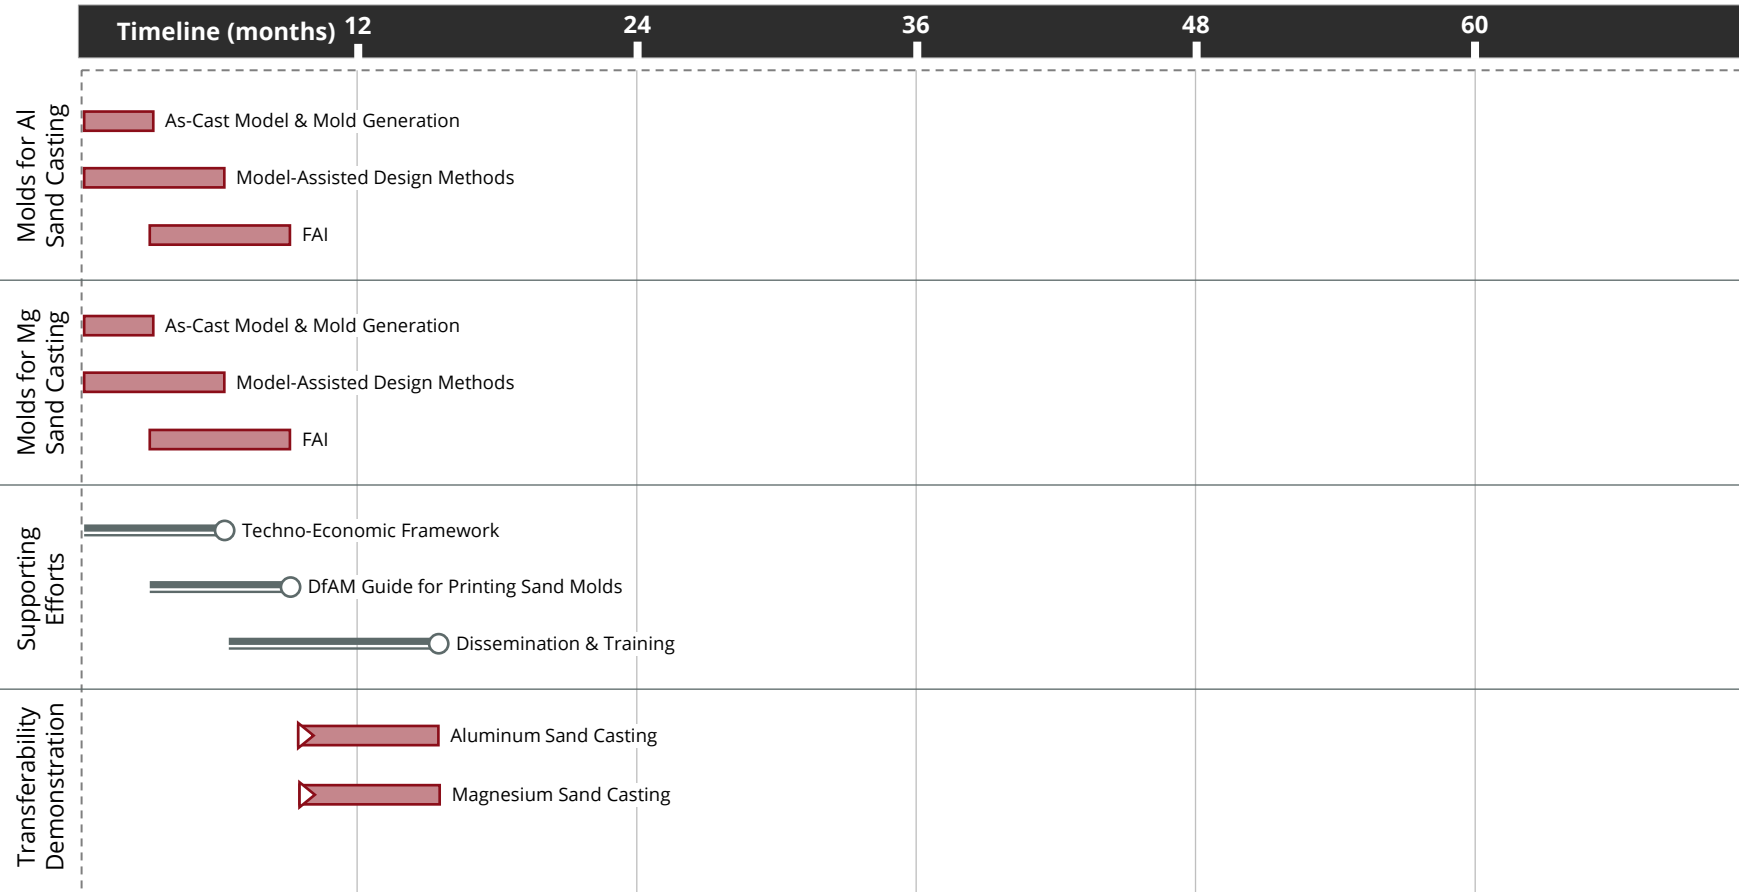 Timeline (months) 12 24 36 48 60
Molds for Al
Sand Casting
As-Cast Model & Mold Generation
Model-Assisted Design Methods
FAI
Molds for Mg
Sand Casting
As-Cast Model & Mold Generation
Model-Assisted Design Methods
FAI
Supporting
Efforts
Techno-Economic Framework
DfAM Guide for Printing Sand Molds
Dissemination & Training
Transferability
Demonstration
Aluminum Sand Casting
Magnesium Sand Casting